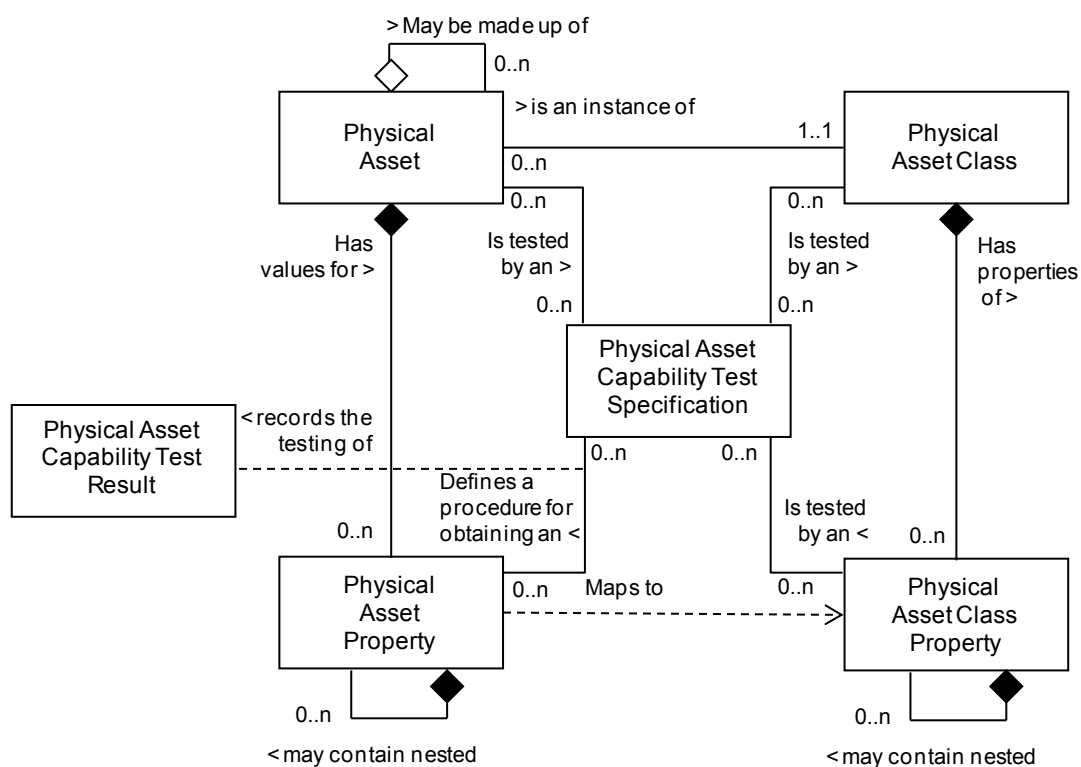 > May be made up of
0..n
> is an instance of
Physical
Asset
1..1
0..n
Physical
Asset Class
0..n
0..n
Has
values for >
Is tested
by an >
Is tested
by an >
Has
properties
of >
0..n
0..n
Physical Asset
Capability Test
Specification
Physical Asset
Capability Test
Result
< records the
testing of
0..n
0..n
Defines a
procedure for
obtaining an <
Is tested
by an <
0..n
0..n
Physical
Asset
Property
0..n
Maps to
0..n
Physical
Asset Class
Property
0..n
0..n
< may contain nested
< may contain nested